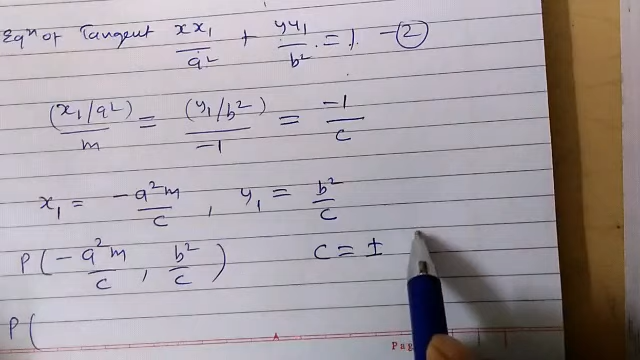 Eqⁿ of Tangent xx₁/a² + yy₁/b² = 1. - ②
(x₁/a²)/m = (y₁/b²)/-1 = -1/c
x₁ = -a²m/c , y₁ = b²/c
P(-a²m/c , b²/c) c = ±
P(
Pag